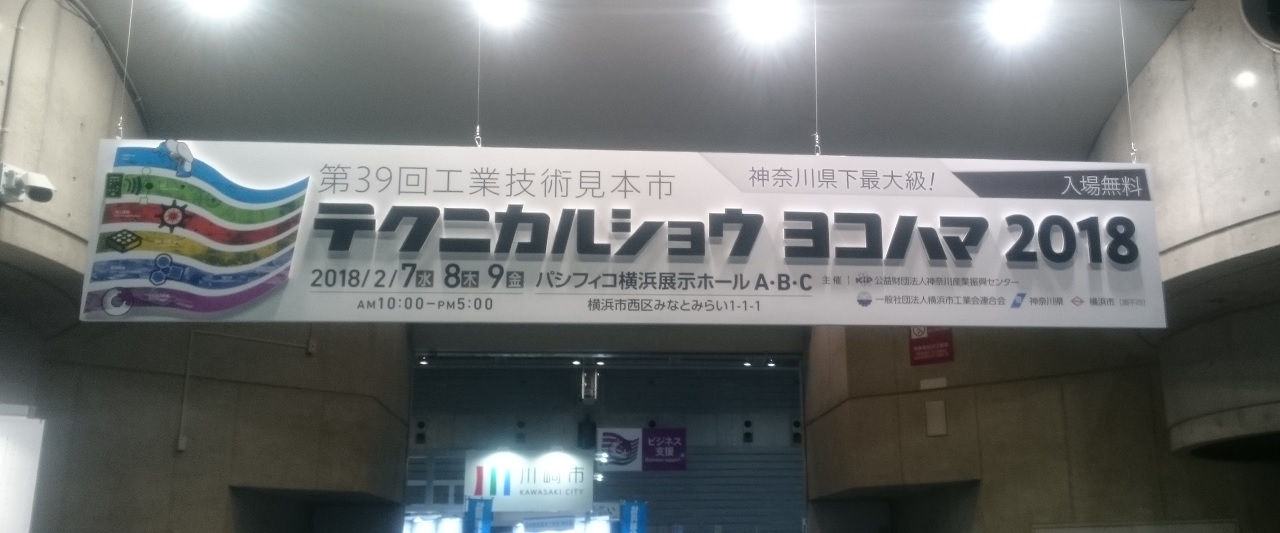 第39回工業技術見本市
神奈川県下最大級!
入場無料
テクニカルショウ ヨコハマ 2018
2018/2/7水 8木 9金 パシフィコ横浜展示ホールA・B・C
AM10:00-PM5:00
横浜市西区みなとみらい1-1-1
主催 | KIP 公益財団法人神奈川産業振興センター
一般社団法人横浜市工業会連合会 神奈川県 横浜市 [順不同]
ビジネス
支援
川崎市
KAWASAKI CITY